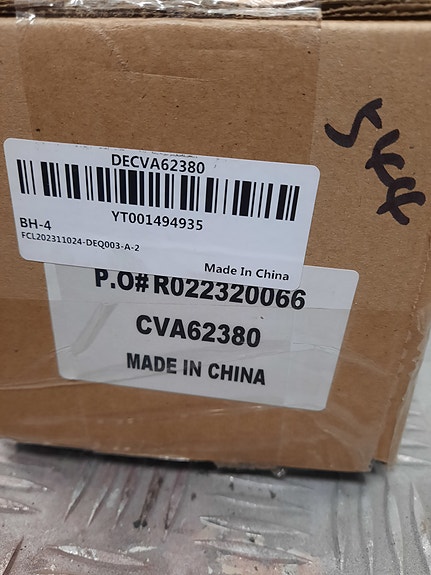 DECVA62380
YT001494935
BH-4
FCL202311024-DEQ003-A-2
Made In China
P.O# R022320066
CVA62380
MADE IN CHINA